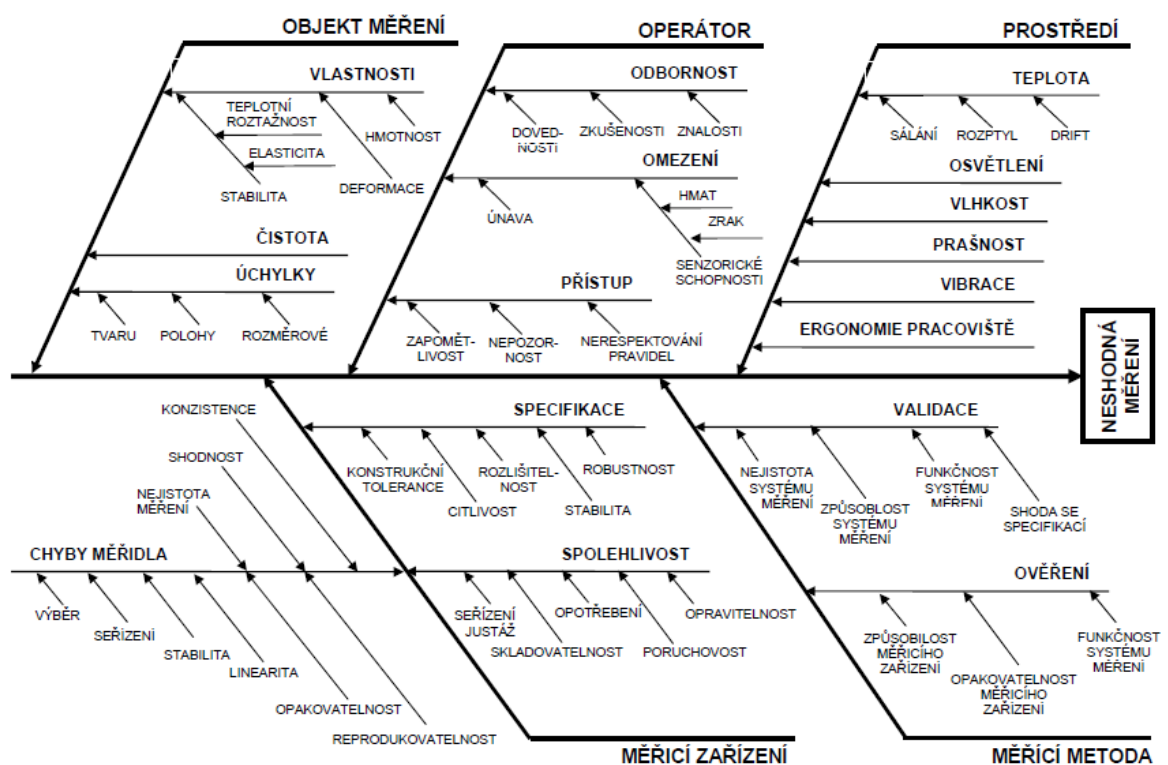 OBJEKT MĚŘENÍ
VLASTNOSTI
TEPLOTNÍ
ROZTAŽNOST
HMOTNOST
ELASTICITA
STABILITA
DEFORMACE
ČISTOTA
ÚCHYLKY
TVARU
POLOHY
ROZMĚROVÉ
OPERÁTOR
ODBORNOST
DOVED-
NOSTI
ZKUŠENOSTI
ZNALOSTI
OMEZENÍ
ÚNAVA
HMAT
ZRAK
SENZORICKÉ
SCHOPNOSTI
PŘÍSTUP
ZAPOMĚT-
LIVOST
NEPOZOR-
NOST
NERESPEKTOVÁNÍ
PRAVIDEL
PROSTŘEDÍ
TEPLOTA
SÁLÁNÍ
ROZPTYL
DRIFT
OSVĚTLENÍ
VLHKOST
PRAŠNOST
VIBRACE
ERGONOMIE PRACOVIŠTĚ
NESHODNÁ
MĚŘENÍ
KONZISTENCE
SHODNOST
NEJISTOTA
MĚŘENÍ
CHYBY MĚŘIDLA
VÝBĚR
SEŘÍZENÍ
STABILITA
LINEARITA
OPAKOVATELNOST
REPRODUKOVATELNOST
SPECIFIKACE
KONSTRUKČNÍ
TOLERANCE
CITLIVOST
ROZLIŠITEL-
NOST
STABILITA
ROBUSTNOST
SPOLEHLIVOST
SEŘÍZENÍ
JUSTÁŽ
SKLADOVATELNOST
OPOTŘEBENÍ
PORUCHOVOST
OPRAVITELNOST
MĚŘICÍ ZAŘÍZENÍ
VALIDACE
NEJISTOTA
SYSTÉMU
MĚŘENÍ
ZPŮSOBLOST
SYSTÉMU
MĚŘENÍ
FUNKČNOST
SYSTÉMU
MĚŘENÍ
SHODA SE
SPECIFIKACÍ
OVĚŘENÍ
ZPŮSOBILOST
MĚŘICIHO
ZAŘÍZENÍ
OPAKOVATELNOST
MĚŘICIHO
ZAŘÍZENÍ
FUNKČNOST
SYSTÉMU
MĚŘENÍ
MĚŘÍCÍ METODA